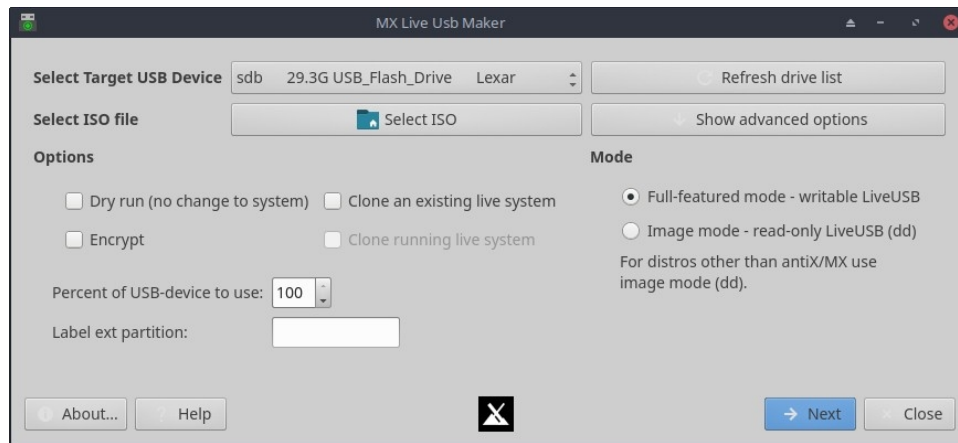 MX Live Usb Maker
Select Target USB Device sdb 29.3G USB_Flash_Drive Lexar Refresh drive list
Select ISO file Select ISO Show advanced options
Options Mode
Dry run (no change to system) Clone an existing live system Full-featured mode - writable LiveUSB
Encrypt Clone running live system Image mode - read-only LiveUSB (dd)
For distros other than antiX/MX use
image mode (dd).
Percent of USB-device to use: 100
Label ext partition:
About... ? Help Next Close